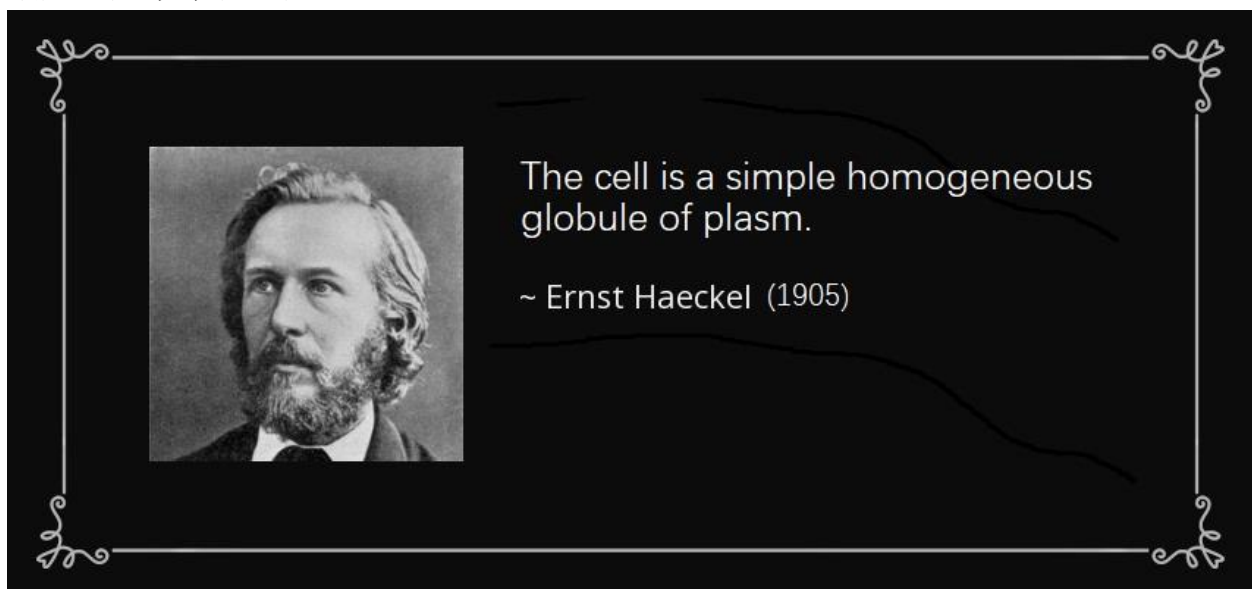 The cell is a simple homogeneous
globule of plasm.
~ Ernst Haeckel (1905)